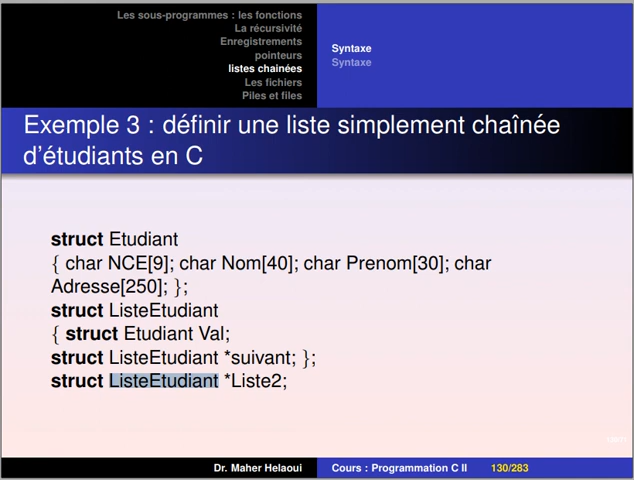 Les sous-programmes : les fonctions
La récursivité
Enregistrements
pointeurs
listes chainées
Les fichiers
Piles et files
Syntaxe
Syntaxe
Exemple 3 : définir une liste simplement chaînée
d'étudiants en C
struct Etudiant
{ char NCE[9]; char Nom[40]; char Prenom[30]; char
Adresse[250]; };
struct ListeEtudiant
{ struct Etudiant Val;
struct ListeEtudiant *suivant; };
struct ListeEtudiant *Liste2;
Dr. Maher Helaoui
Cours : Programmation C II
130/283